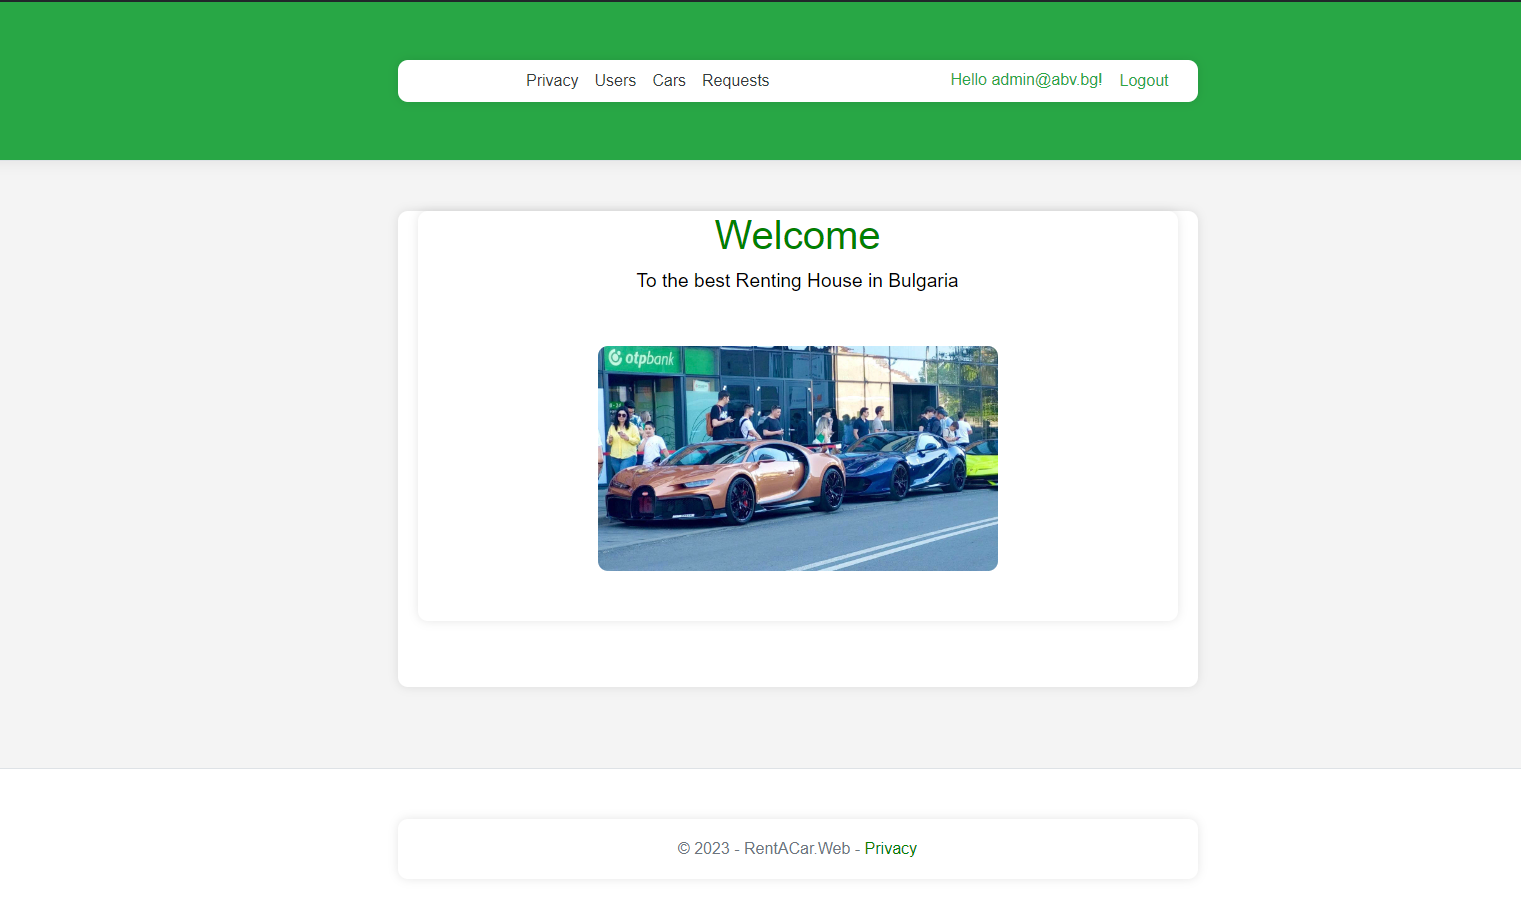 Privacy Users Cars Requests Hello admin@abv.bg! Logout
Welcome
To the best Renting House in Bulgaria
otpbank
© 2023 - RentACar.Web - Privacy